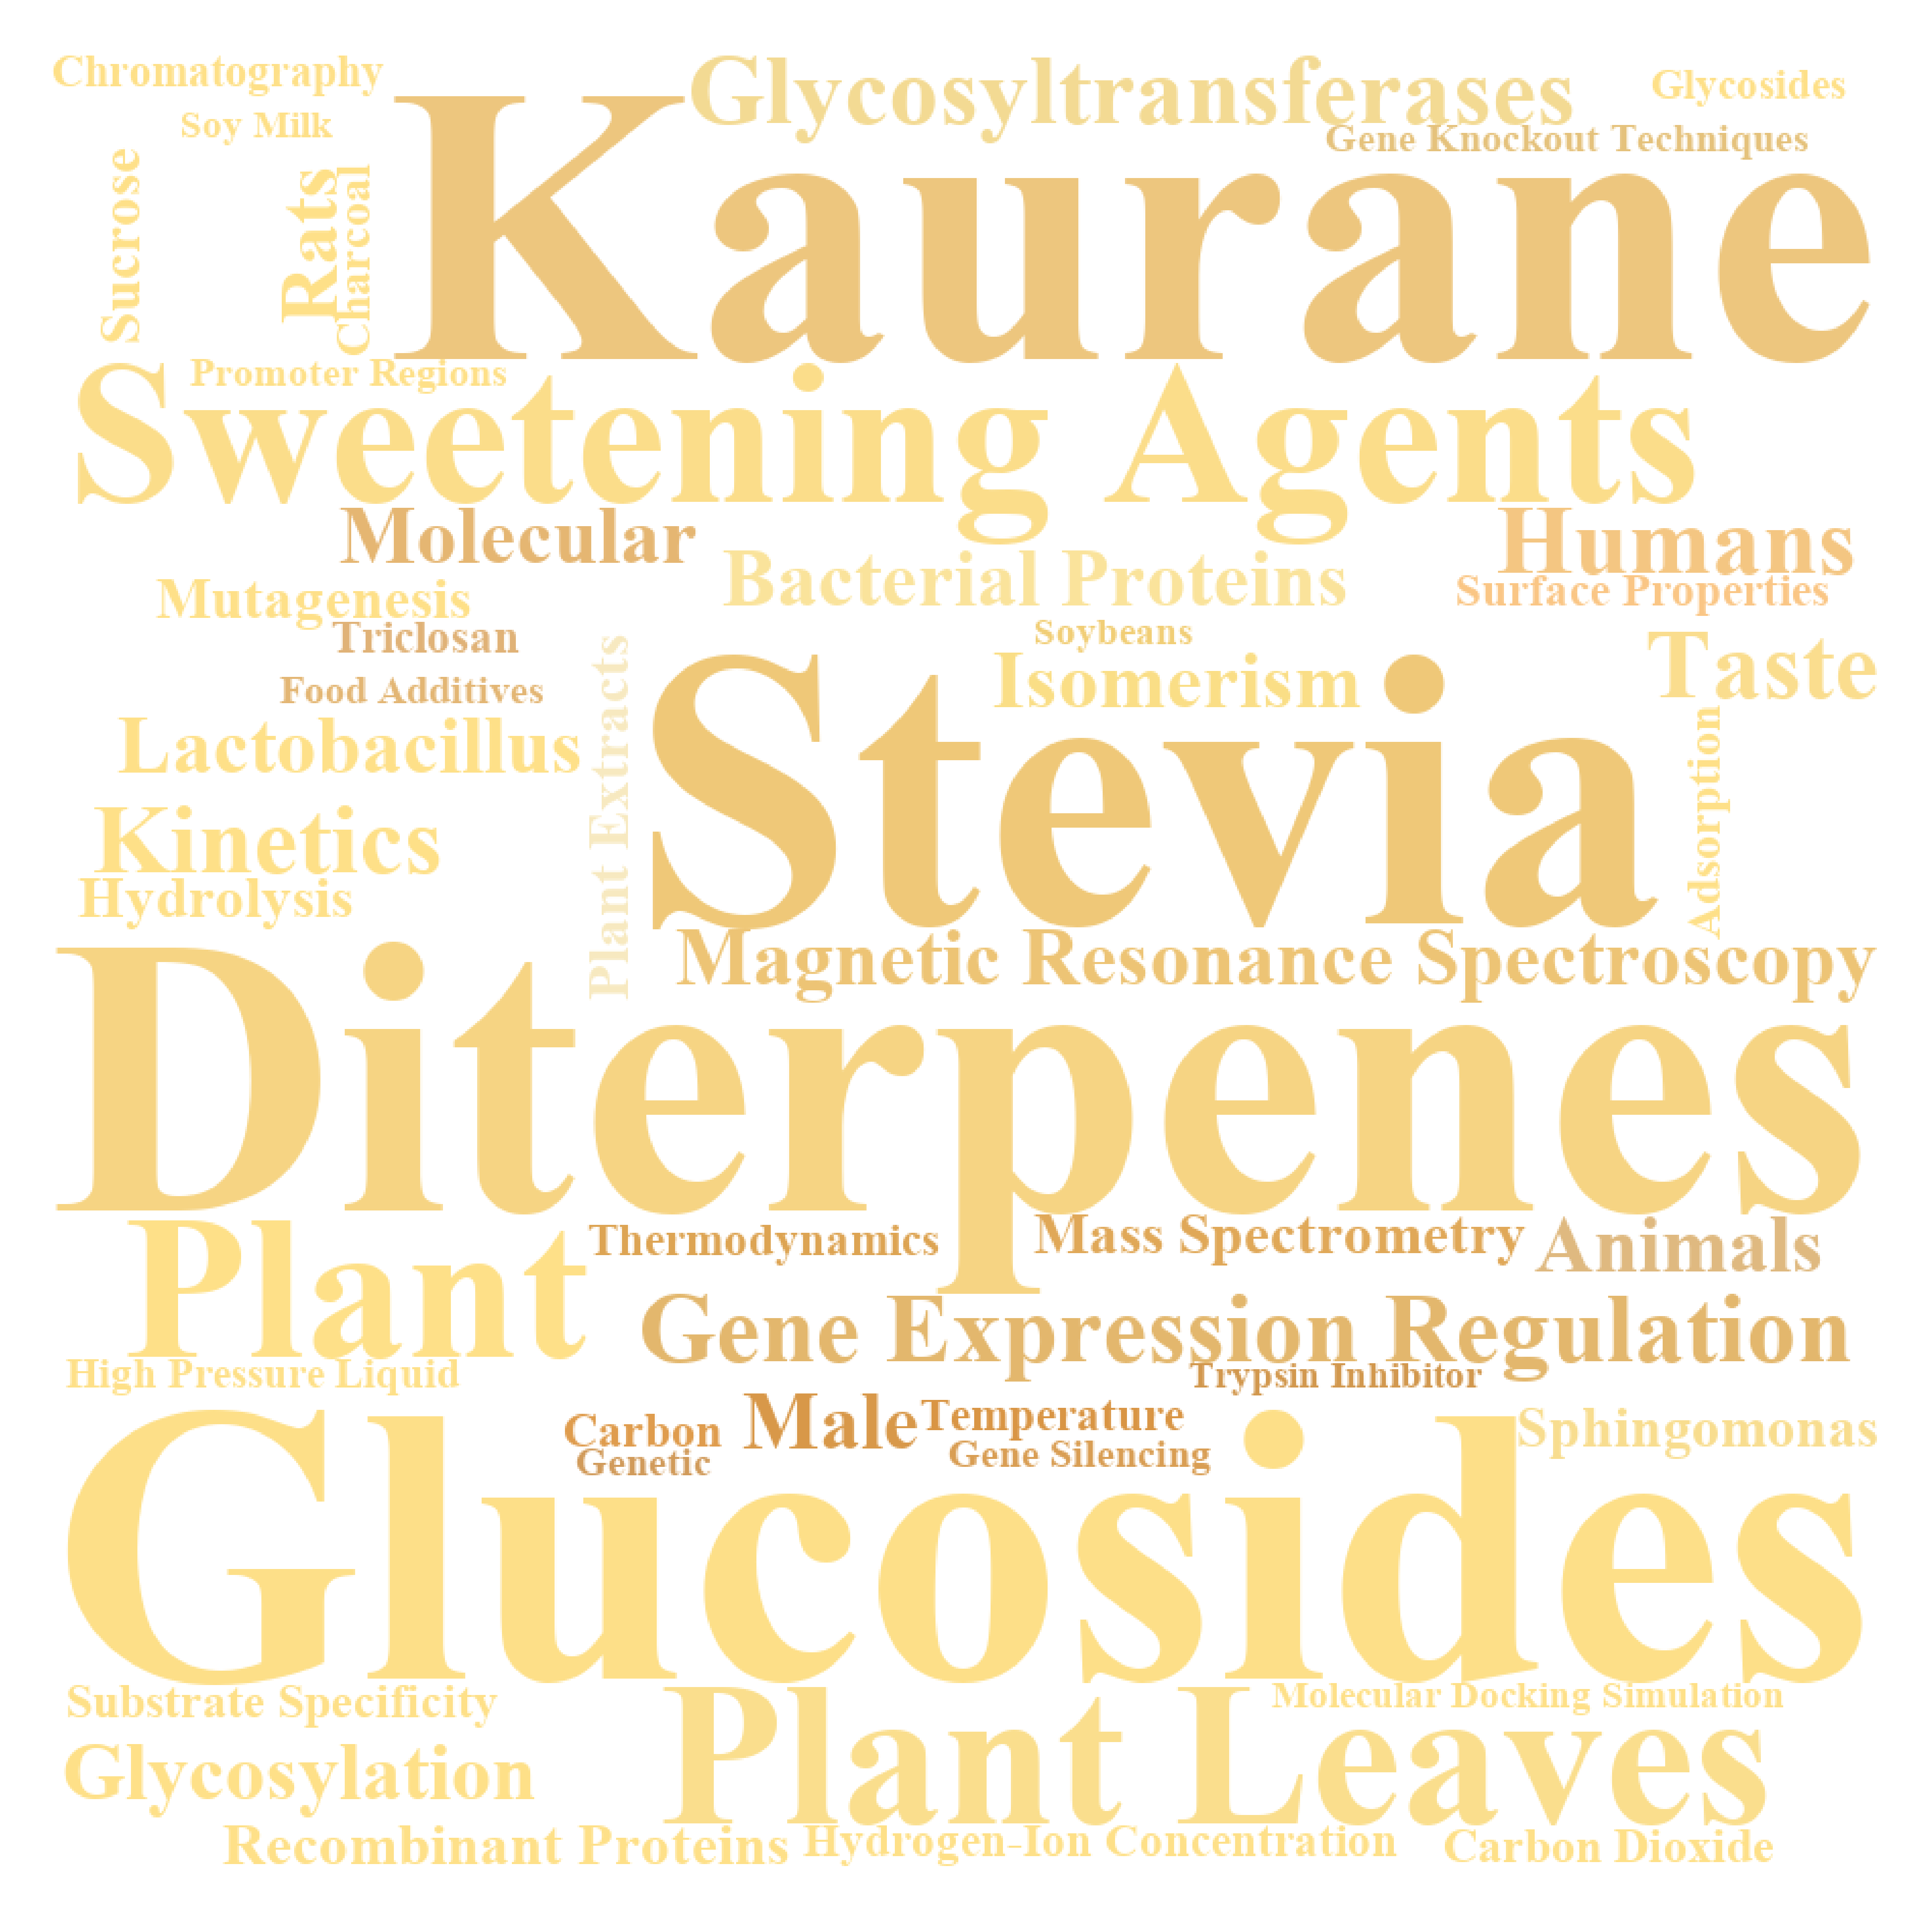 Chromatography
Glycosyltransferases
Glycosides
Soy Milk
Gene Knockout Techniques
Kaurane
Sucrose
Rats
Charcoal
Promoter Regions
Sweetening Agents
Molecular
Humans
Bacterial Proteins
Surface Properties
Mutagenesis
Triclosan
Soybeans
Plant Extracts
Isomerism
Taste
Food Additives
Stevia
Lactobacillus
Adsorption
Kinetics
Hydrolysis
Magnetic Resonance Spectroscopy
Diterpenes
Plant
Thermodynamics
Mass Spectrometry
Animals
Gene Expression Regulation
High Pressure Liquid
Trypsin Inhibitor
Carbon
Male
Temperature
Sphingomonas
Genetic
Gene Silencing
Glucosides
Substrate Specificity
Plant Leaves
Molecular Docking Simulation
Glycosylation
Recombinant Proteins
Hydrogen-Ion Concentration
Carbon Dioxide